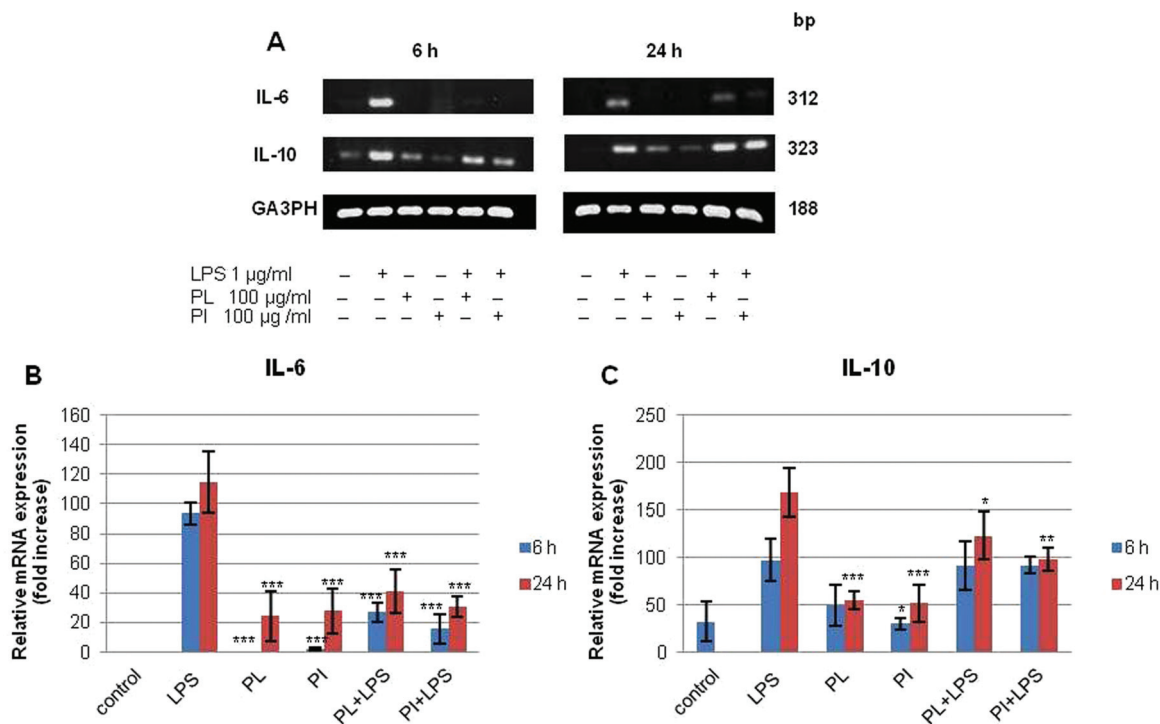 A
6 h
24 h
bp
IL-6
312
IL-10
323
GA3PH
188
LPS 1 µg/ml – + – – + + – + – – + +
PL 100 µg/ml – – + – + – – – + – + –
PI 100 µg /ml – – – + – + – – – + – +
B
IL-6
Relative mRNA expression
(fold increase)
160
140
120
100
80
60
40
20
0
***
***
***
***
***
***
***
***
control
LPS
PL
PI
PL+LPS
PI+LPS
6 h
24 h
C
IL-10
Relative mRNA expression
(fold increase)
250
200
150
100
50
0
***
*
***
*
**
control
LPS
PL
PI
PL+LPS
PI+LPS
6 h
24 h